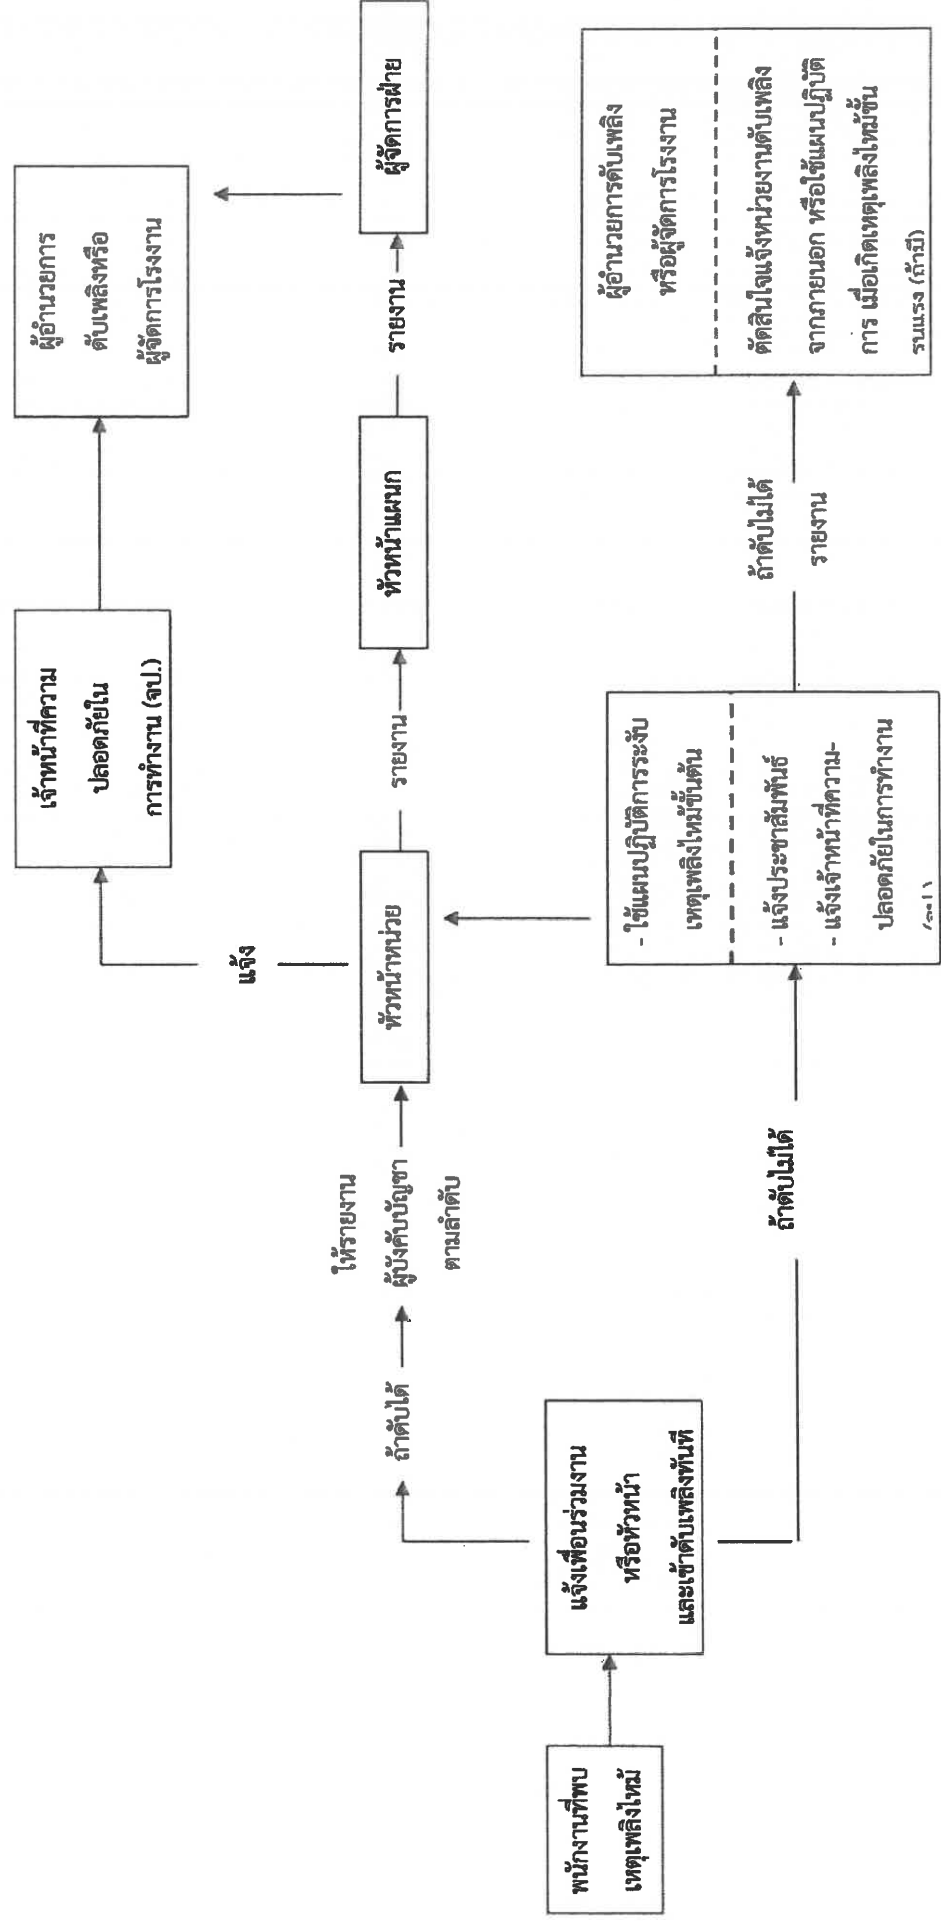 พนักงานที่พบ
เหตุเพลิงไหม้
แจ้งเพื่อนร่วมงาน
หรือหัวหน้า
และเข้าดับเพลิงทันที
ถ้าดับได้
ให้รายงาน
ผู้บังคับบัญชา
ตามลำดับ
หัวหน้าหน่วย
แจ้ง
เจ้าหน้าที่ความ
ปลอดภัยใน
การทำงาน (จป.)
ผู้อำนวยการ
ดับเพลิงหรือ
ผู้จัดการโรงงาน
รายงาน
หัวหน้าแผนก
รายงาน
ผู้จัดการฝ่าย
ถ้าดับไม่ได้
- ใช้แผนปฏิบัติการระงับ
เหตุเพลิงไหม้ขั้นต้น
- แจ้งประชาสัมพันธ์
- แจ้งเจ้าหน้าที่ความ-
ปลอดภัยในการทำงาน
ถ้าดับไม่ได้
รายงาน
ผู้อำนวยการดับเพลิง
หรือผู้จัดการโรงงาน
ตัดสินใจแจ้งหน่วยงานดับเพลิง
จากภายนอก หรือใช้แผนปฏิบัติ
การ เมื่อเกิดเหตุเพลิงไหม้ขั้น
รุนแรง (ถ้ามี)